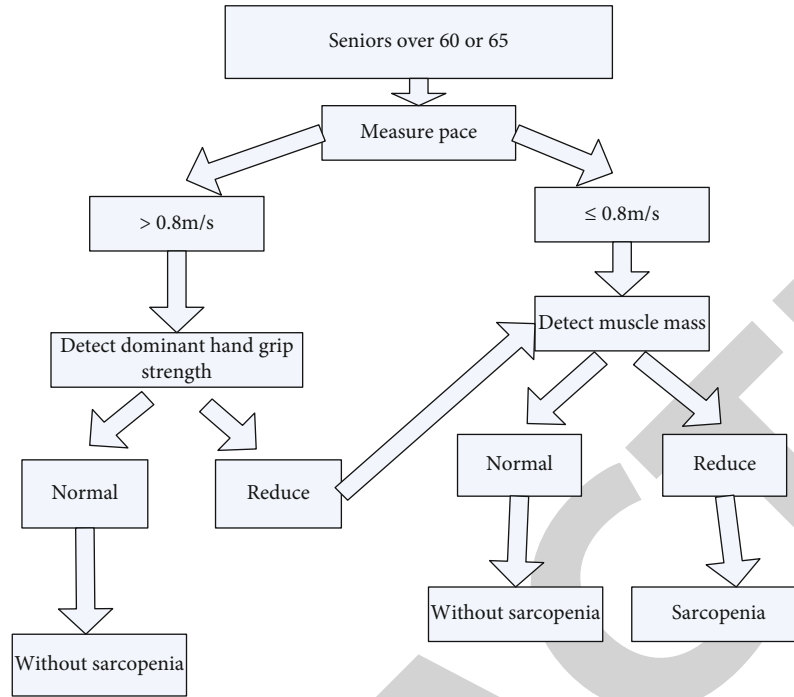 Seniors over 60 or 65
Measure pace
> 0.8m/s
≤ 0.8m/s
Detect dominant hand grip
strength
Detect muscle mass
Normal
Reduce
Normal
Reduce
Without sarcopenia
Sarcopenia
Without sarcopenia